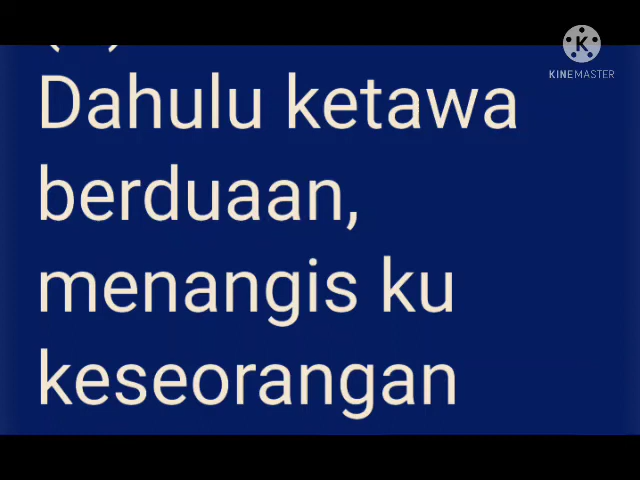 KINEMASTER
Dahulu ketawa
berduaan,
menangis ku
keseorangan